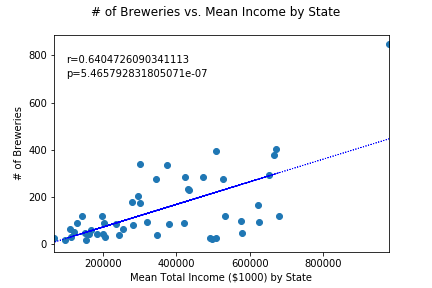 # of Breweries vs. Mean Income by State
r=0.6404726090341113
p=5.465792831805071e-07
# of Breweries
800
600
400
200
0
200000 400000 600000 800000
Mean Total Income ($1000) by State